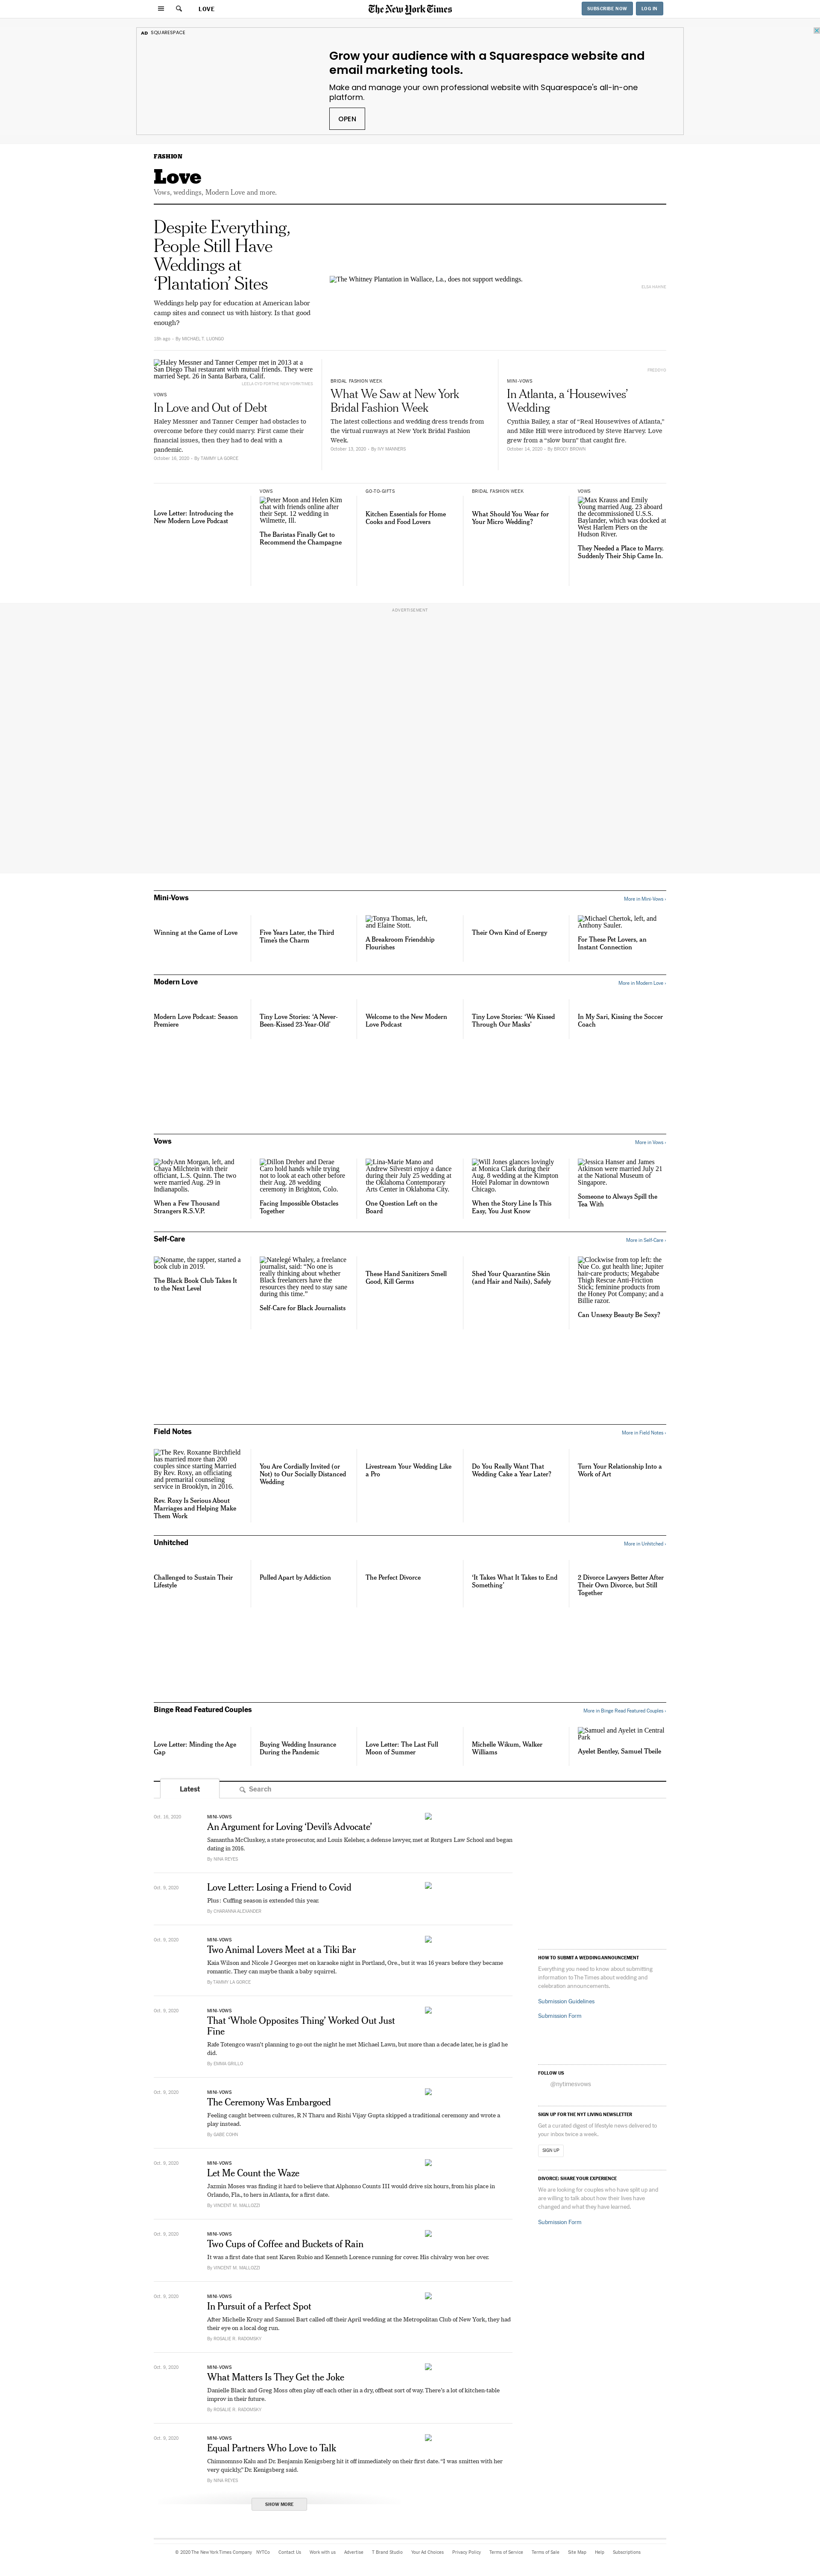 LOVE
The New York Times
SUBSCRIBE NOW
LOG IN
AD SQUARESPACE
Grow your audience with a Squarespace website and
email marketing tools.
Make and manage your own professional website with Squarespace's all-in-one
platform.
OPEN
FASHION
Love
Vows, weddings, Modern Love and more.
Despite Everything,
People Still Have
Weddings at
‘Plantation’ Sites
Weddings help pay for education at American labor
camp sites and connect us with history. Is that good
enough?
By MICHAEL T. LUONGO
The Whitney Plantation in Wallace, La., does not support weddings.
Haley Messner and Tanner Cemper met in 2013 at a
San Diego Thai restaurant with mutual friends. They were
married Sept. 26 in Santa Barbara, Calif.
VOWS
In Love and Out of Debt
Haley Messner and Tanner Cemper had obstacles to
overcome before they could marry. First came their
financial issues, then they had to deal with a
pandemic.
October 16, 2020 - By TAMMY LA GORCE
BRIDAL FASHION WEEK
What We Saw at New York
Bridal Fashion Week
The latest collections and wedding dress trends from
the virtual runways at New York Bridal Fashion
Week.
October 13, 2020 - By IVY MANNERS
MINI-VOWS
In Atlanta, a ‘Housewives’
Wedding
Cynthia Bailey, a star of “Real Housewives of Atlanta,”
and Mike Hill were introduced by Steve Harvey. Love
grew from a “slow burn” that caught fire.
October 14, 2020 - By BRODY BROWN
Love Letter: Introducing the
New Modern Love Podcast
VOWS
Peter Moon and Helen Kim
chat with friends online after
their Sept. 12 wedding in
Wilmette, Ill.
The Baristas Finally Get to
Recommend the Champagne
GO-TO-GIFTS
Kitchen Essentials for Home
Cooks and Food Lovers
BRIDAL FASHION WEEK
What Should You Wear for
Your Micro Wedding?
VOWS
Max Krauss and Emily
Young married Aug. 23 aboard
the decommissioned U.S.S.
Baylander, which was docked at
West Harlem Piers on the
Hudson River.
They Needed a Place to Marry.
Suddenly Their Ship Came In.
ADVERTISEMENT
Mini-Vows
More in Mini-Vows ›
Winning at the Game of Love
Five Years Later, the Third
Time’s the Charm
Tonya Thomas, left,
and Elaine Stott.
A Breakroom Friendship
Flourishes
Their Own Kind of Energy
Michael Chertok, left, and
Anthony Sauler.
For These Pet Lovers, an
Instant Connection
Modern Love
More in Modern Love ›
Modern Love Podcast: Season
Premiere
Tiny Love Stories: ‘A Never-
Been-Kissed 23-Year-Old’
Welcome to the New Modern
Love Podcast
Tiny Love Stories: ‘We Kissed
Through Our Masks’
In My Sari, Kissing the Soccer
Coach
Vows
More in Vows ›
JodyAnn Morgan, left, and
Chava Milchtein with their
officiant, L.S. Quinn. The two
were married Aug. 29 in
Indianapolis.
When a Few Thousand
Strangers R.S.V.P.
Dillon Dreher and Derae
Caro hold hands while trying
not to look at each other before
their Aug. 28 wedding
ceremony in Brighton, Colo.
Facing Impossible Obstacles
Together
Lina-Marie Mano and
Andrew Silvestri enjoy a dance
during their July 25 wedding at
the Oklahoma Contemporary
Arts Center in Oklahoma City.
One Question Left on the
Board
Will Jones glances lovingly
at Monica Clark during their
Aug. 8 wedding at the Kimpton
Hotel Palomar in downtown
Chicago.
When the Story Line Is This
Easy, You Just Know
Jessica Hanser and James
Atkinson were married July 21
at the National Museum of
Singapore.
Someone to Always Spill the
Tea With
Self-Care
More in Self-Care ›
Noname, the rapper, started a
book club in 2019.
The Black Book Club Takes It
to the Next Level
Natelegé Whaley, a freelance
journalist, said: “No one is
really thinking about whether
Black freelancers have the
resources they need to stay sane
during this time.”
Self-Care for Black Journalists
These Hand Sanitizers Smell
Good, Kill Germs
Shed Your Quarantine Skin
(and Hair and Nails), Safely
Clockwise from top left: the
Nue Co. gut health line; Jupiter
hair-care products; Megababe
Thigh Rescue Anti-Friction
Stick; feminine products from
the Honey Pot Company; and a
Billie razor.
Can Unsexy Beauty Be Sexy?
Field Notes
More in Field Notes ›
The Rev. Roxanne Birchfield
has married more than 200
couples since starting Married
By Rev. Roxy, an officiating
and premarital counseling
service in Brooklyn, in 2016.
Rev. Roxy Is Serious About
Marriages and Helping Make
Them Work
You Are Cordially Invited (or
Not) to Our Socially Distanced
Wedding
Livestream Your Wedding Like
a Pro
Do You Really Want That
Wedding Cake a Year Later?
Turn Your Relationship Into a
Work of Art
Unhitched
More in Unhitched ›
Challenged to Sustain Their
Lifestyle
Pulled Apart by Addiction
The Perfect Divorce
‘It Takes What It Takes to End
Something’
2 Divorce Lawyers Better After
Their Own Divorce, but Still
Together
Binge Read Featured Couples
More in Binge Read Featured Couples ›
Love Letter: Minding the Age
Gap
Buying Wedding Insurance
During the Pandemic
Love Letter: The Last Full
Moon of Summer
Michelle Wikum, Walker
Williams
Samuel and Ayelet in Central
Park
Ayelet Bentley, Samuel Tbeile
Latest
Search
Oct. 16, 2020
MINI-VOWS
An Argument for Loving ‘Devil’s Advocate’
Samantha McCluskey, a state prosecutor, and Louis Keleher, a defense lawyer, met at Rutgers Law School and began
dating in 2016.
By NINA REYES
Oct. 9, 2020
Love Letter: Losing a Friend to Covid
Plus: Cuffing season is extended this year.
By CHARANNA ALEXANDER
Oct. 9, 2020
MINI-VOWS
Two Animal Lovers Meet at a Tiki Bar
Kaia Wilson and Nicole J Georges met on karaoke night in Portland, Ore., but it was 16 years before they became
romantic. They can maybe thank a baby squirrel.
By TAMMY LA GORCE
Oct. 9, 2020
MINI-VOWS
That ‘Whole Opposites Thing’ Worked Out Just
Fine
Rafe Totengco wasn’t planning to go out the night he met Michael Lawn, but more than a decade later, he is glad he
did.
By EMMA GRILLO
Oct. 9, 2020
MINI-VOWS
The Ceremony Was Embargoed
Feeling caught between cultures, R N Tharu and Rishi Vijay Gupta skipped a traditional ceremony and wrote a
play instead.
By GABE COHN
Oct. 9, 2020
MINI-VOWS
Let Me Count the Waze
Jazmin Moses was finding it hard to believe that Alphonso Counts III would drive six hours, from his place in
Orlando, Fla., to hers in Atlanta, for a first date.
By VINCENT M. MALLOZZI
Oct. 9, 2020
MINI-VOWS
Two Cups of Coffee and Buckets of Rain
It was a first date that sent Karen Rubio and Kenneth Lorence running for cover. His chivalry won her over.
By VINCENT M. MALLOZZI
Oct. 9, 2020
MINI-VOWS
In Pursuit of a Perfect Spot
After Michelle Krozy and Samuel Bart called off their April wedding at the Metropolitan Club of New York, they had
their eye on a local dog run.
By ROSALIE R. RADOMSKY
Oct. 9, 2020
MINI-VOWS
What Matters Is They Get the Joke
Danielle Black and Greg Moss often play off each other in a dry, offbeat sort of way. There’s a lot of kitchen-table
improv in their future.
By ROSALIE R. RADOMSKY
Oct. 9, 2020
MINI-VOWS
Equal Partners Who Love to Talk
Chinmomnso Kalu and Dr. Benjamin Kenigsberg hit it off immediately on their first date. “I was smitten with her
very quickly,” Dr. Kenigsberg said.
By NINA REYES
SHOW MORE
HOW TO SUBMIT A WEDDING ANNOUNCEMENT
Everything you need to know about submitting
information to The Times about wedding and
celebration announcements.
Submission Guidelines
Submission Form
FOLLOW US
@nytimesvows
SIGN UP FOR THE NYT LIVING NEWSLETTER
Get a curated digest of lifestyle news delivered to
your inbox twice a week.
SIGN UP
DIVORCE: SHARE YOUR EXPERIENCE
We are looking for couples who have split up and
are willing to talk about how their lives have
changed and what they have learned.
Submission Form
© 2020 The New York Times Company NYTCo Contact Us Work with us Advertise T Brand Studio Your Ad Choices Privacy Policy Terms of Service Terms of Sale Site Map Help Subscriptions